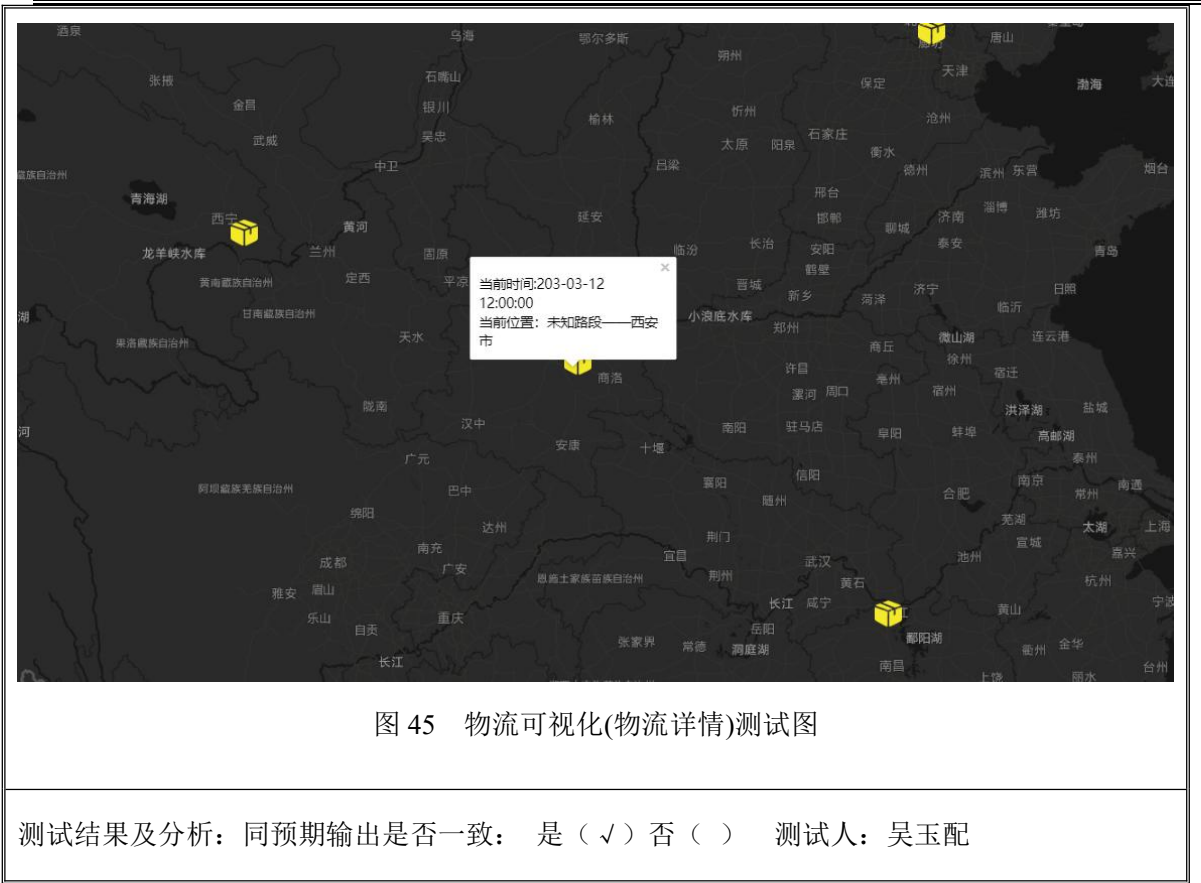 酒泉
乌海
鄂尔多斯
朔州
唐山
张掖
石嘴山
保定
天津
渤海
金昌
银川
榆林
忻州
沧州
武威
吴忠
太原
阳泉
石家庄
衡水
中卫
吕梁
德州
滨州
东营
烟台
藏族自治州
青海湖
西宁
黄河
延安
邢台
邯郸
聊城
济南
淄博
潍坊
龙羊峡水库
兰州
固原
临汾
长治
安阳
泰安
青岛
鹤壁
黄南藏族自治州
定西
平凉
晋城
新乡
菏泽
济宁
日照
当前时间:203-03-12
12:00:00
当前位置：未知路段——西安
市
×
湖
甘南藏族自治州
小浪底水库
郑州
临沂
果洛藏族自治州
天水
商丘
微山湖
连云港
徐州
商洛
许昌
亳州
宿州
宿迁
陇南
漯河
周口
洪泽湖
盐城
河
汉中
南阳
驻马店
阜阳
蚌埠
高邮湖
安康
十堰
泰州
广元
信阳
阿坝藏族羌族自治州
巴中
襄阳
随州
合肥
南京
常州
南通
绵阳
达州
荆门
芜湖
太湖
上海
南充
宜昌
宣城
嘉兴
成都
广安
恩施土家族苗族自治州
荆州
武汉
池州
杭州
雅安
眉山
黄石
长江
咸宁
黄山
宁波
乐山
自贡
重庆
岳阳
鄱阳湖
张家界
常德
洞庭湖
衢州
金华
长江
南昌
上饶
丽水
台州
图 45 物流可视化(物流详情)测试图
测试结果及分析：同预期输出是否一致： 是（√）否（ ） 测试人：吴玉配